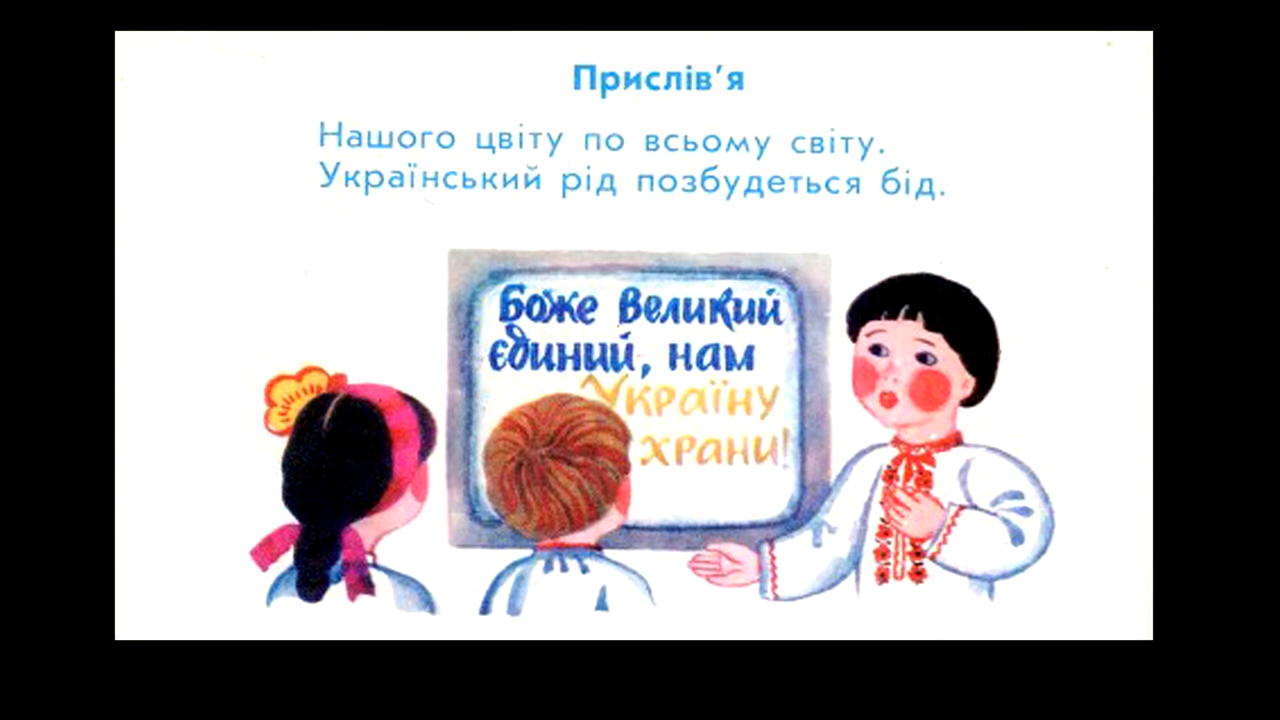 Прислів’я
Нашого цвіту по всьому світу.
Український рід позбудеться бід.
Боже Великий
єдиний, нам
Україну
храни!